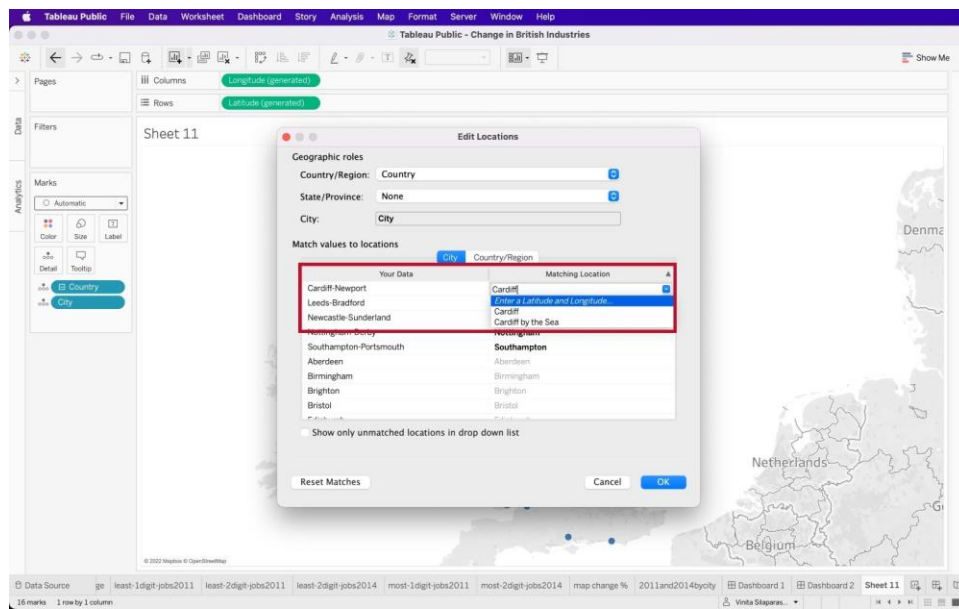 Tableau Public File Data Worksheet Dashboard Story Analysis Map Format Server Window Help
Tableau Public - Change in British Industries
Show Me
Pages
Columns
Longitude (generated)
Rows
Latitude (generated)
Data
Analytics
Filters
Sheet 11
Marks
Automatic
Color Size Label
Detail Tooltip
Country
City
Edit Locations
Geographic roles
Country/Region: Country
State/Province: None
City: City
Match values to locations
City Country/Region
Your Data Matching Location
Cardiff-Newport Cardiff
Enter a Latitude and Longitude...
Leeds-Bradford Cardiff
Newcastle-Sunderland Cardiff by the Sea
Nottingham-Derby Nottingham
Southampton-Portsmouth Southampton
Aberdeen Aberdeen
Birmingham Birmingham
Brighton Brighton
Bristol Bristol
Show only unmatched locations in drop down list
Reset Matches Cancel OK
Denma
Netherlands
Belgium
Ge
© 2022 Mapbox © OpenStreetMap
Data Source ge least-1digit-jobs2011 least-2digit-jobs2011 least-2digit-jobs2014 most-1digit-jobs2011 most-2digit-jobs2014 map change % 2011and2014bycity Dashboard 1 Dashboard 2 Sheet 11
16 marks 1 row by 1 column Vinita Silaparas...